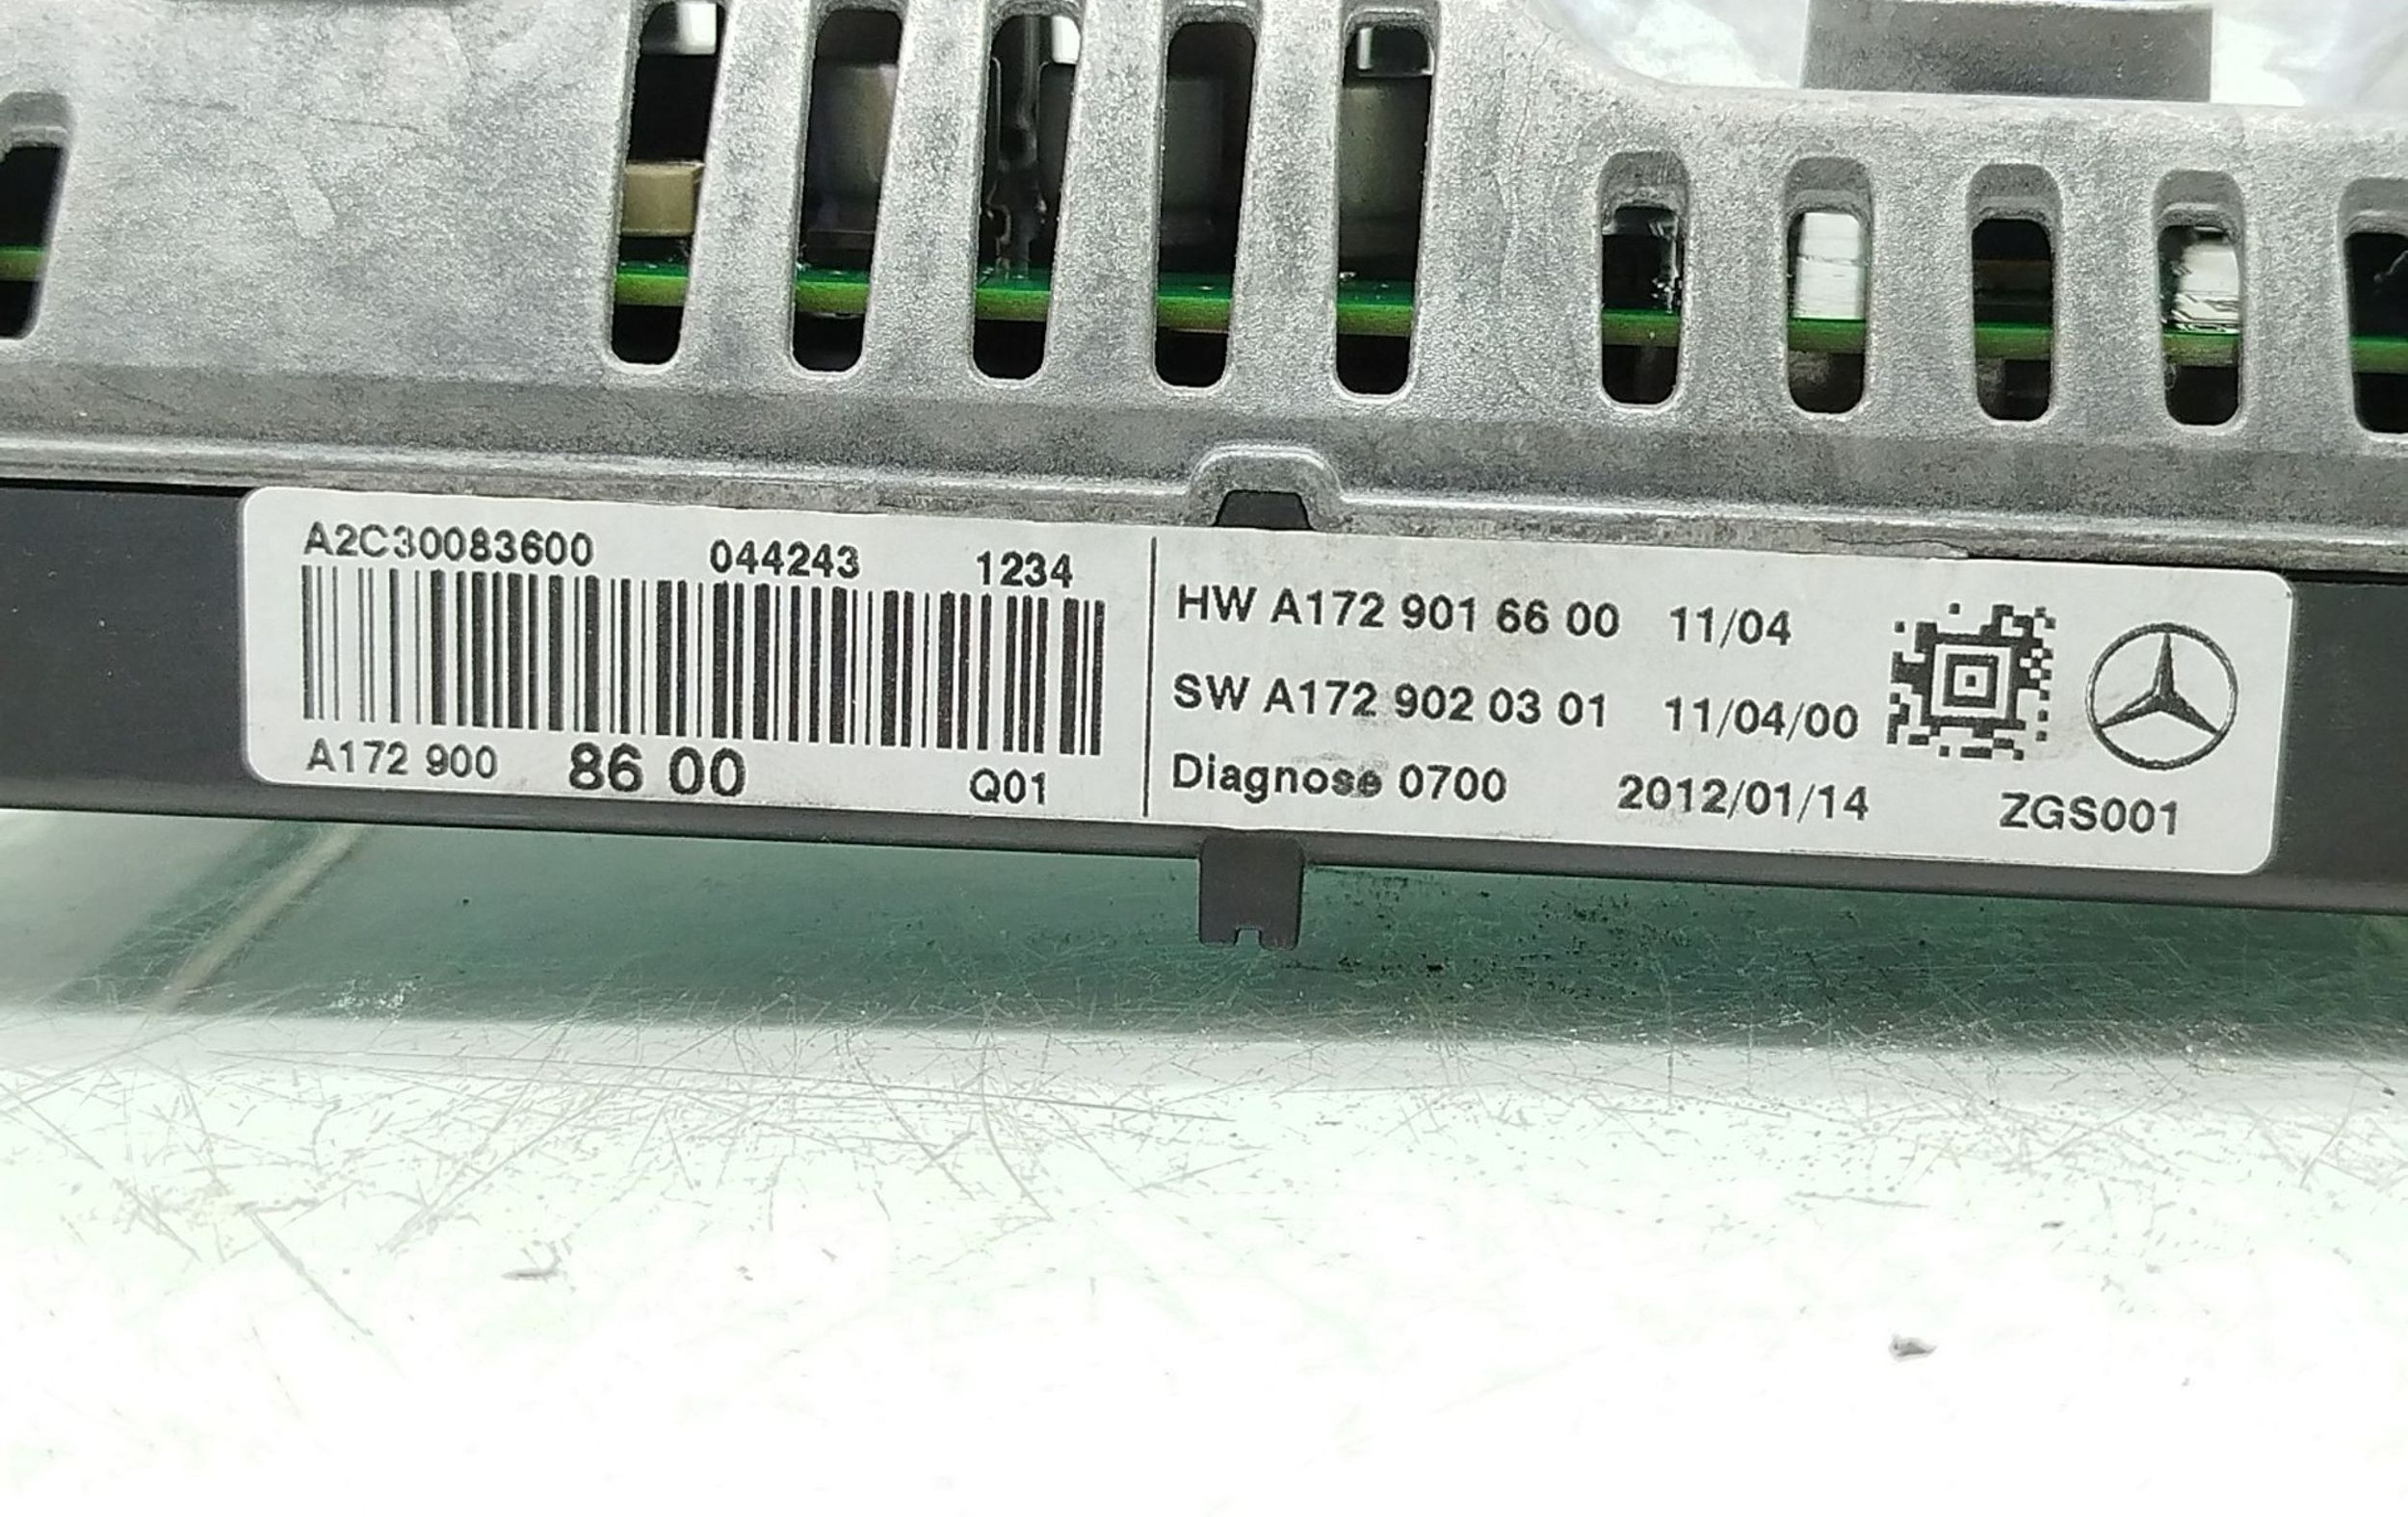 A2C30083600 044243 1234
A172 900 86 00 Q01
HW A172 901 66 00 11/04
SW A172 902 03 01 11/04/00
Diagnose 0700 2012/01/14 ZGS001